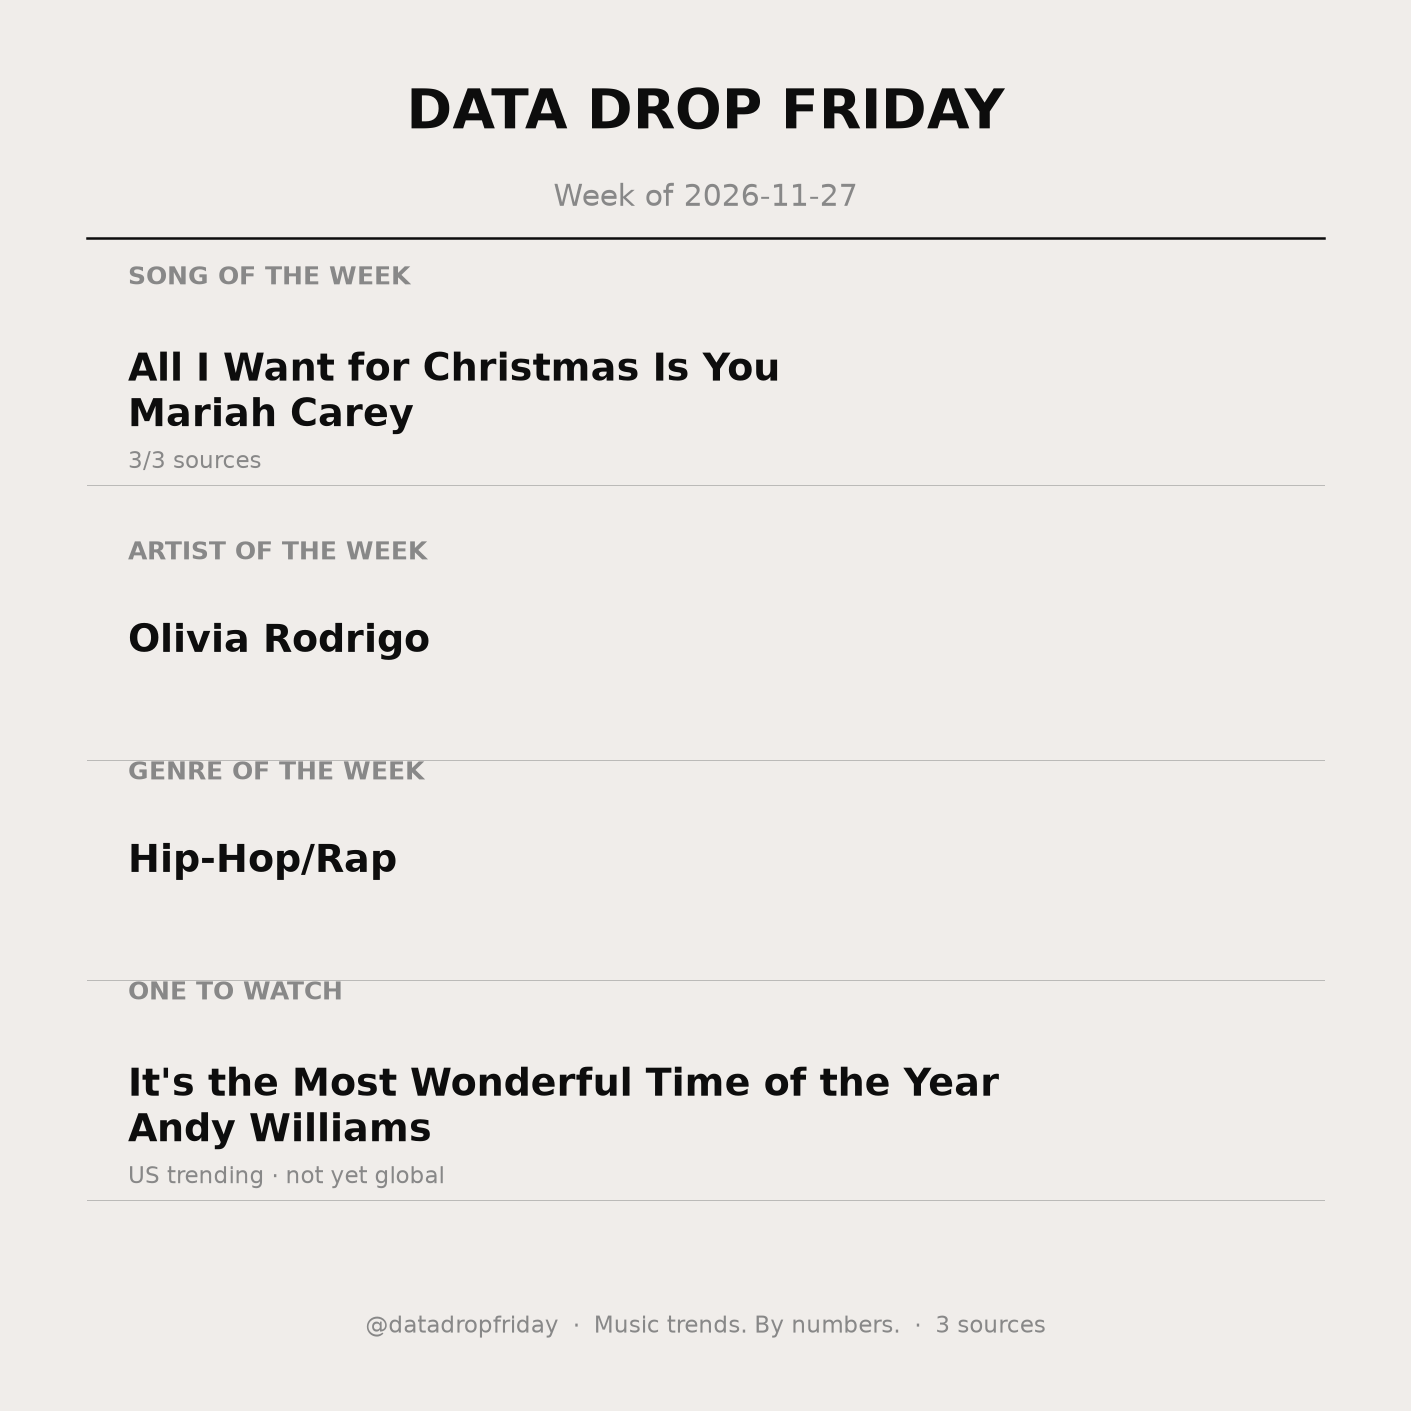 DATA DROP FRIDAY
Week of 2026-11-27
SONG OF THE WEEK
All I Want for Christmas Is You
Mariah Carey
3/3 sources
ARTIST OF THE WEEK
Olivia Rodrigo
GENRE OF THE WEEK
Hip-Hop/Rap
ONE TO WATCH
It's the Most Wonderful Time of the Year
Andy Williams
US trending · not yet global
@datadropfriday · Music trends. By numbers. · 3 sources